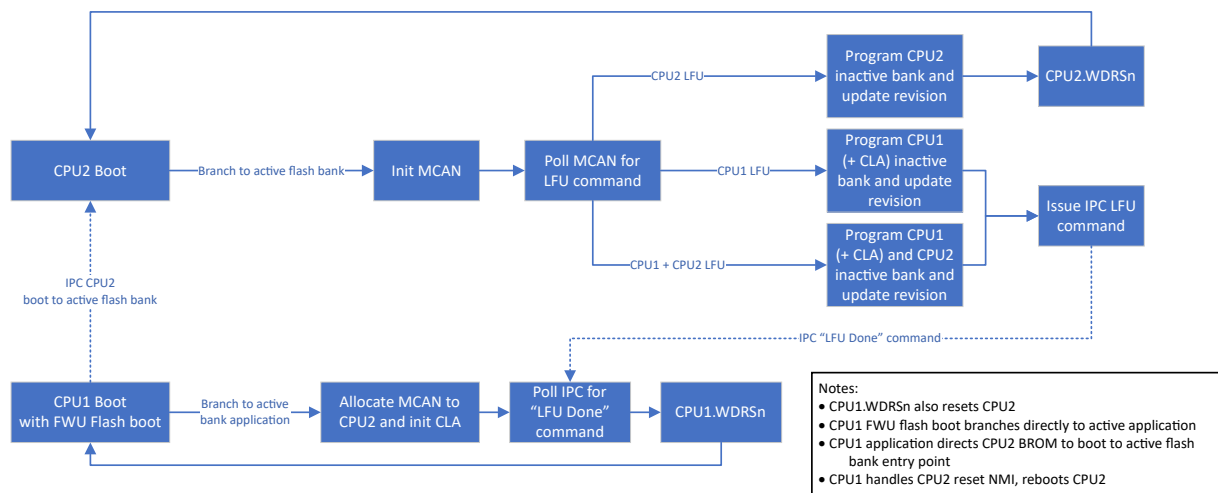 CPU2 Boot
Branch to active flash bank
Init MCAN
Poll MCAN for
LFU command
CPU2 LFU
Program CPU2
inactive bank and
update revision
CPU2.WDRSn
CPU1 LFU
Program CPU1
(+ CLA) inactive
bank and update
revision
CPU1 + CPU2 LFU
Program CPU1
(+ CLA) and CPU2
inactive bank and
update revision
Issue IPC LFU
command
IPC CPU2
boot to active flash bank
IPC “LFU Done” command
CPU1 Boot
with FWU Flash boot
Branch to active
bank application
Allocate MCAN to
CPU2 and init CLA
Poll IPC for
“LFU Done”
command
CPU1.WDRSn
Notes:
• CPU1.WDRSn also resets CPU2
• CPU1 FWU flash boot branches directly to active application
• CPU1 application directs CPU2 BROM to boot to active flash
bank entry point
• CPU1 handles CPU2 reset NMI, reboots CPU2